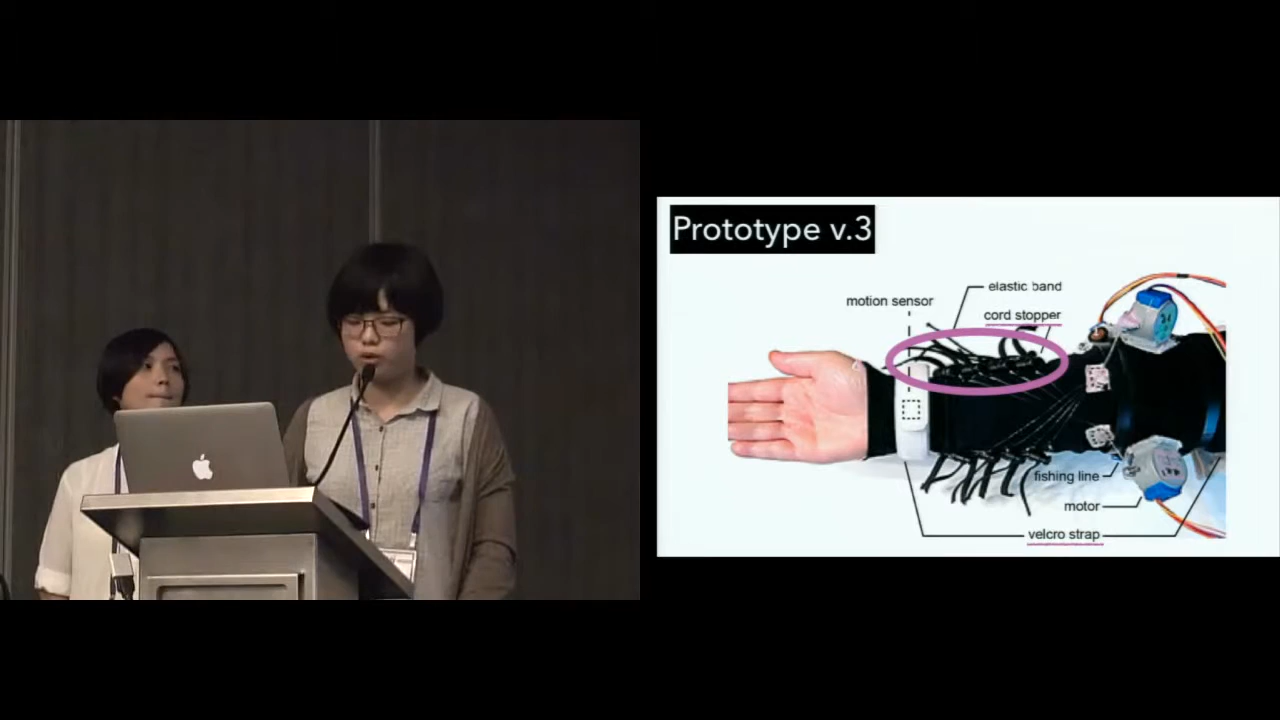 Prototype v.3
elastic band
motion sensor
cord stopper
fishing line
motor
velcro strap